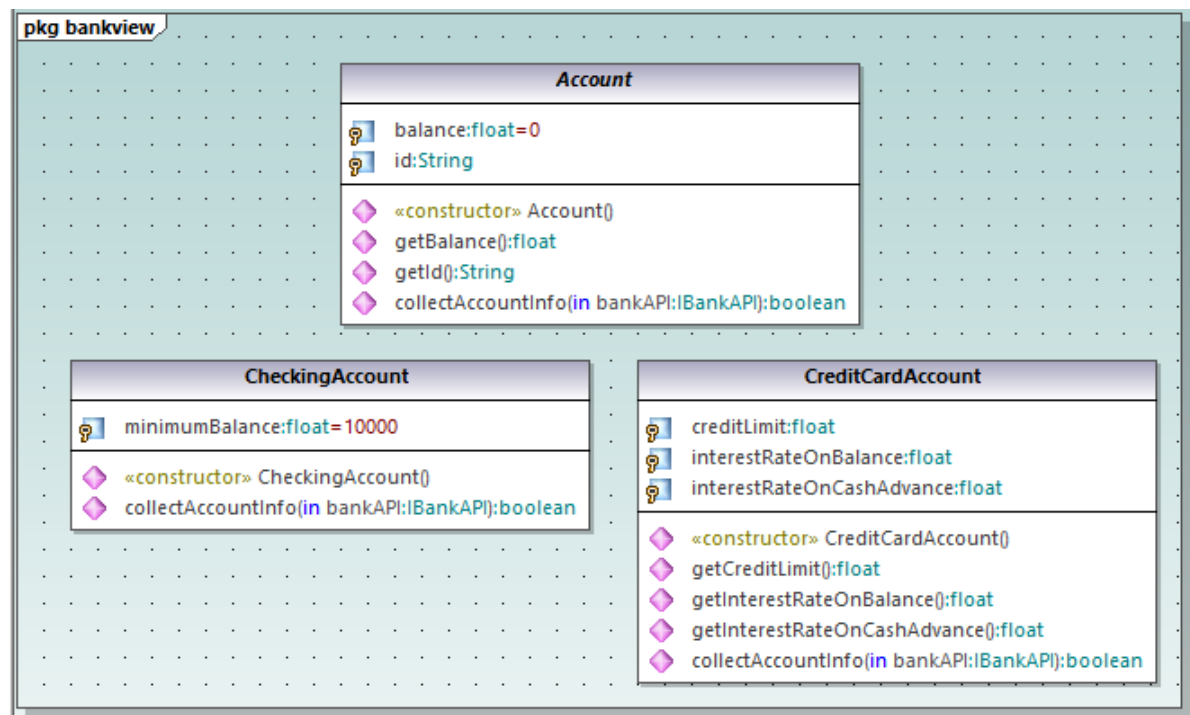 pkg bankview
Account
balance:float=0
id:String
«constructor» Account()
getBalance():float
getId():String
collectAccountInfo(in bankAPI:IBankAPI):boolean
CheckingAccount
minimumBalance:float=10000
«constructor» CheckingAccount()
collectAccountInfo(in bankAPI:IBankAPI):boolean
CreditCardAccount
creditLimit:float
interestRateOnBalance:float
interestRateOnCashAdvance:float
«constructor» CreditCardAccount()
getCreditLimit():float
getInterestRateOnBalance():float
getInterestRateOnCashAdvance():float
collectAccountInfo(in bankAPI:IBankAPI):boolean